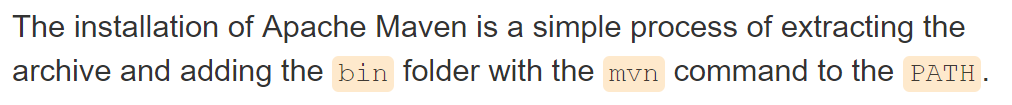 The installation of Apache Maven is a simple process of extracting the
archive and adding the bin folder with the mvn command to the PATH.